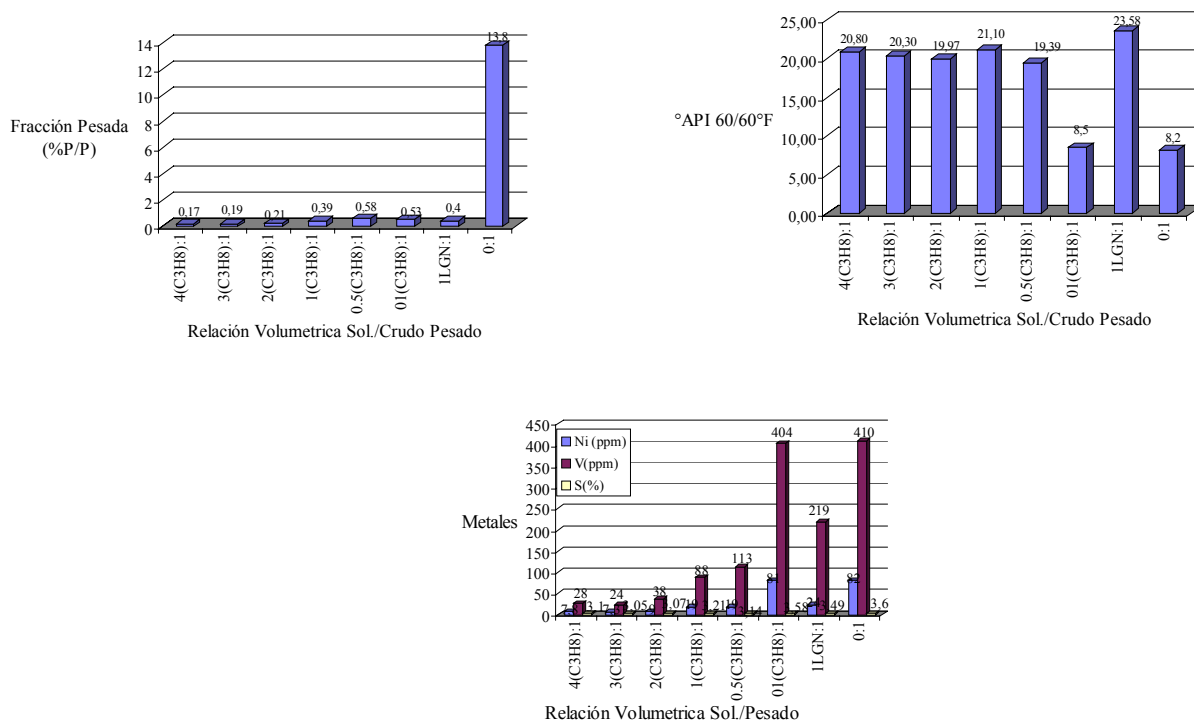 14
12
10
8
6
4
2
0
Fracción Pesada
(%P/P)
0,17
0,19
0,21
0,39
0,58
0,53
0,4
13,8
4(C3H8):1
3(C3H8):1
2(C3H8):1
1(C3H8):1
0.5(C3H8):1
01(C3H8):1
1LGN:1
0:1
Relación Volumetrica Sol./Crudo Pesado
25,00
20,00
15,00
10,00
5,00
0,00
°API 60/60°F
20,80
20,30
19,97
21,10
19,39
8,5
23,58
8,2
4(C3H8):1
3(C3H8):1
2(C3H8):1
1(C3H8):1
0.5(C3H8):1
01(C3H8):1
1LGN:1
0:1
Relación Volumetrica Sol./Crudo Pesado
450
400
350
300
250
200
150
100
50
0
Ni (ppm)
V(ppm)
S(%)
Metales
28
24
38
88
113
404
219
410
82
3,6
4(C3H8):1
3(C3H8):1
2(C3H8):1
1(C3H8):1
0.5(C3H8):1
01(C3H8):1
1LGN:1
0:1
Relación Volumetrica Sol./Pesado